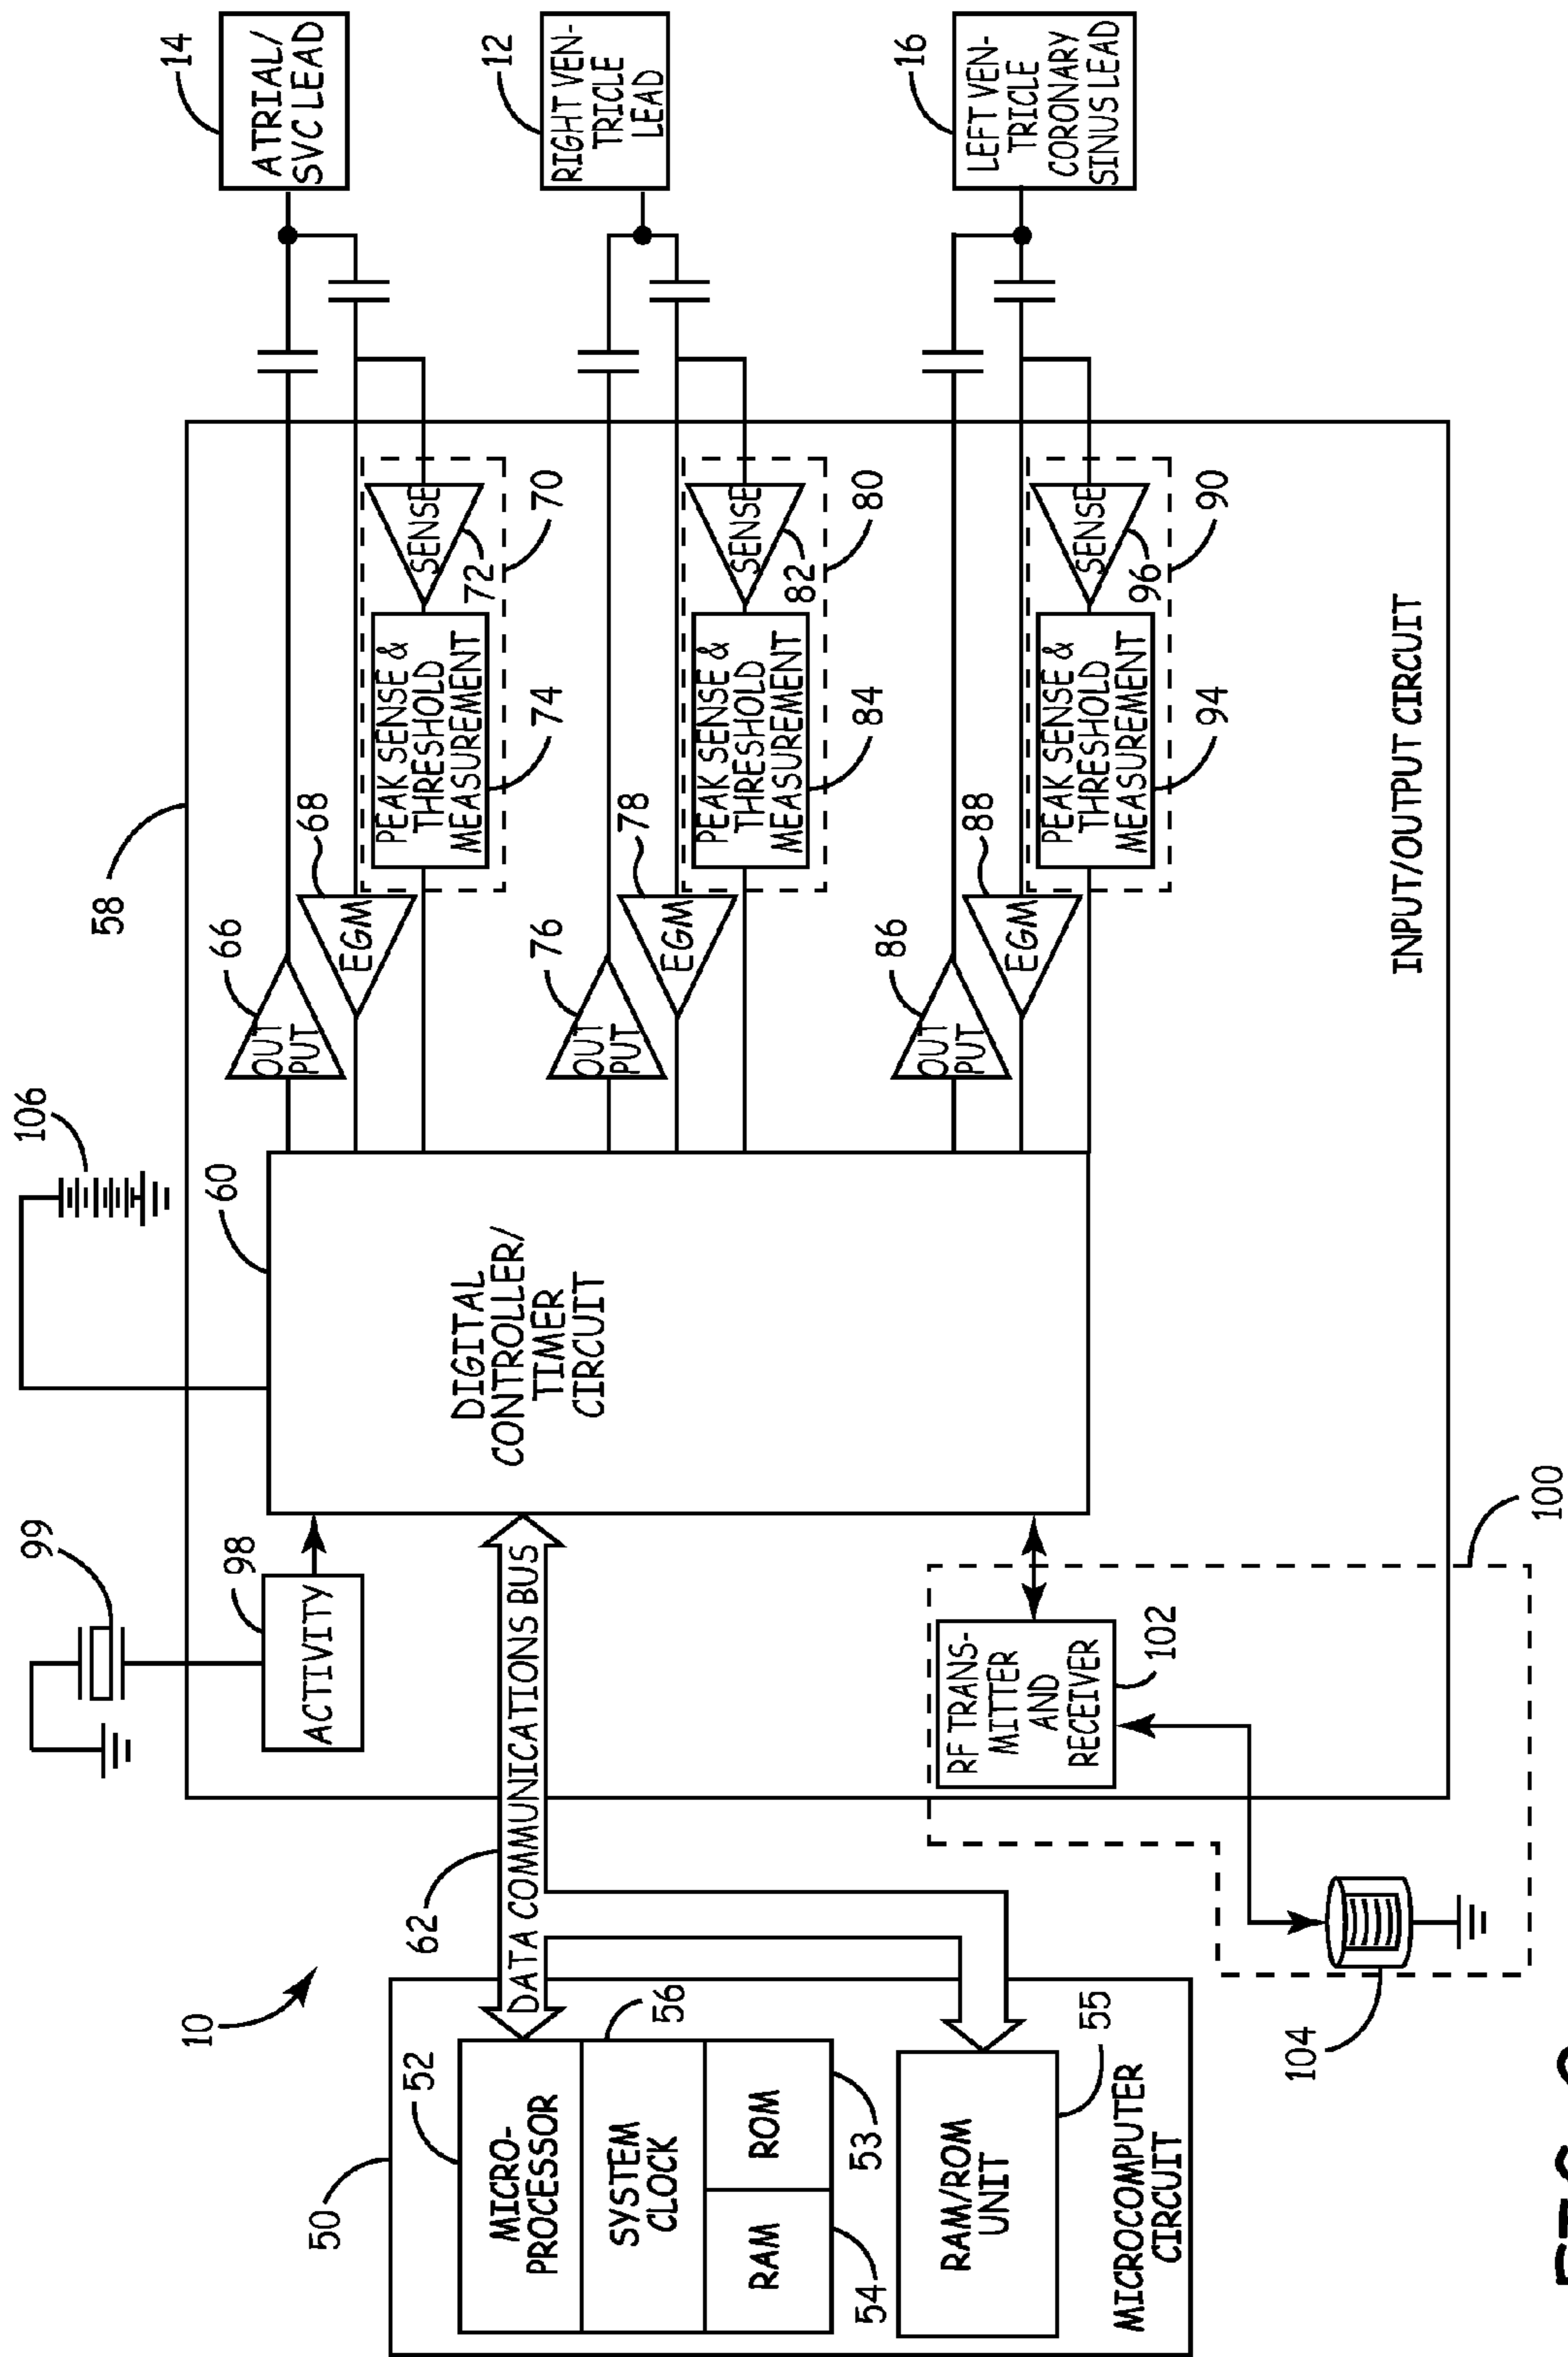 10
50
52
MICRO-
PROCESSOR
56
SYSTEM
CLOCK
RAM
ROM
54
53
RAM/ROM
UNIT
55
MICROCOMPUTER
CIRCUIT
62
DATA COMMUNICATIONS BUS
99
98
ACTIVITY
106
60
DIGITAL
CONTROLLER/
TIMER
CIRCUIT
RF TRANS-
MITTER
AND
RECEIVER
102
100
104
58
INPUT/OUTPUT CIRCUIT
66
OUT
PUT
68
EGM
PEAK SENSE &
THRESHOLD
MEASUREMENT
74
SENSE
72
70
14
ATRIAL/
SVC LEAD
76
OUT
PUT
78
EGM
PEAK SENSE &
THRESHOLD
MEASUREMENT
84
SENSE
82
80
12
RIGHT VEN-
TRICLE
LEAD
86
OUT
PUT
88
EGM
PEAK SENSE &
THRESHOLD
MEASUREMENT
94
SENSE
96
90
16
LEFT VEN-
TRICLE
CORONARY
SINUS LEAD